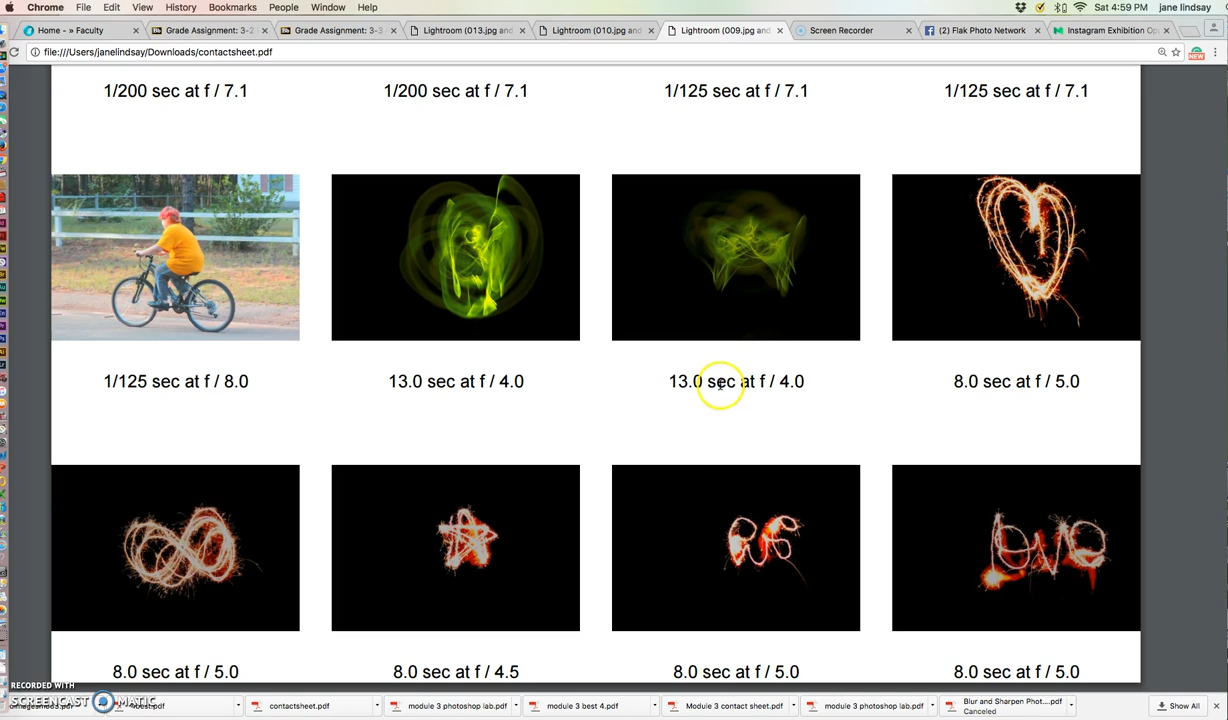 Chrome File Edit View History Bookmarks People Window Help Sat 4:59 PM jane lindsay
Home - » Faculty Grade Assignment: 3-2 Grade Assignment: 3-3 Lightroom (013.jpg and Lightroom (010.jpg and Lightroom (009.jpg and Screen Recorder (2) Flak Photo Network Instagram Exhibition Op
file:///Users/janelindsay/Downloads/contactsheet.pdf NEW
1/200 sec at f / 7.1 1/200 sec at f / 7.1 1/125 sec at f / 7.1 1/125 sec at f / 7.1
1/125 sec at f / 8.0 13.0 sec at f / 4.0 13.0 sec at f / 4.0 8.0 sec at f / 5.0
love
8.0 sec at f / 5.0 8.0 sec at f / 4.5 8.0 sec at f / 5.0 8.0 sec at f / 5.0
RECORDED WITH
SCREENCAST MATIC
contactsheet.pdf module 3 photoshop lab.pdf module 3 best 4.pdf Module 3 contact sheet.pdf module 3 photoshop lab.pdf Blur and Sharpen Phot....pdf Show All
Canceled